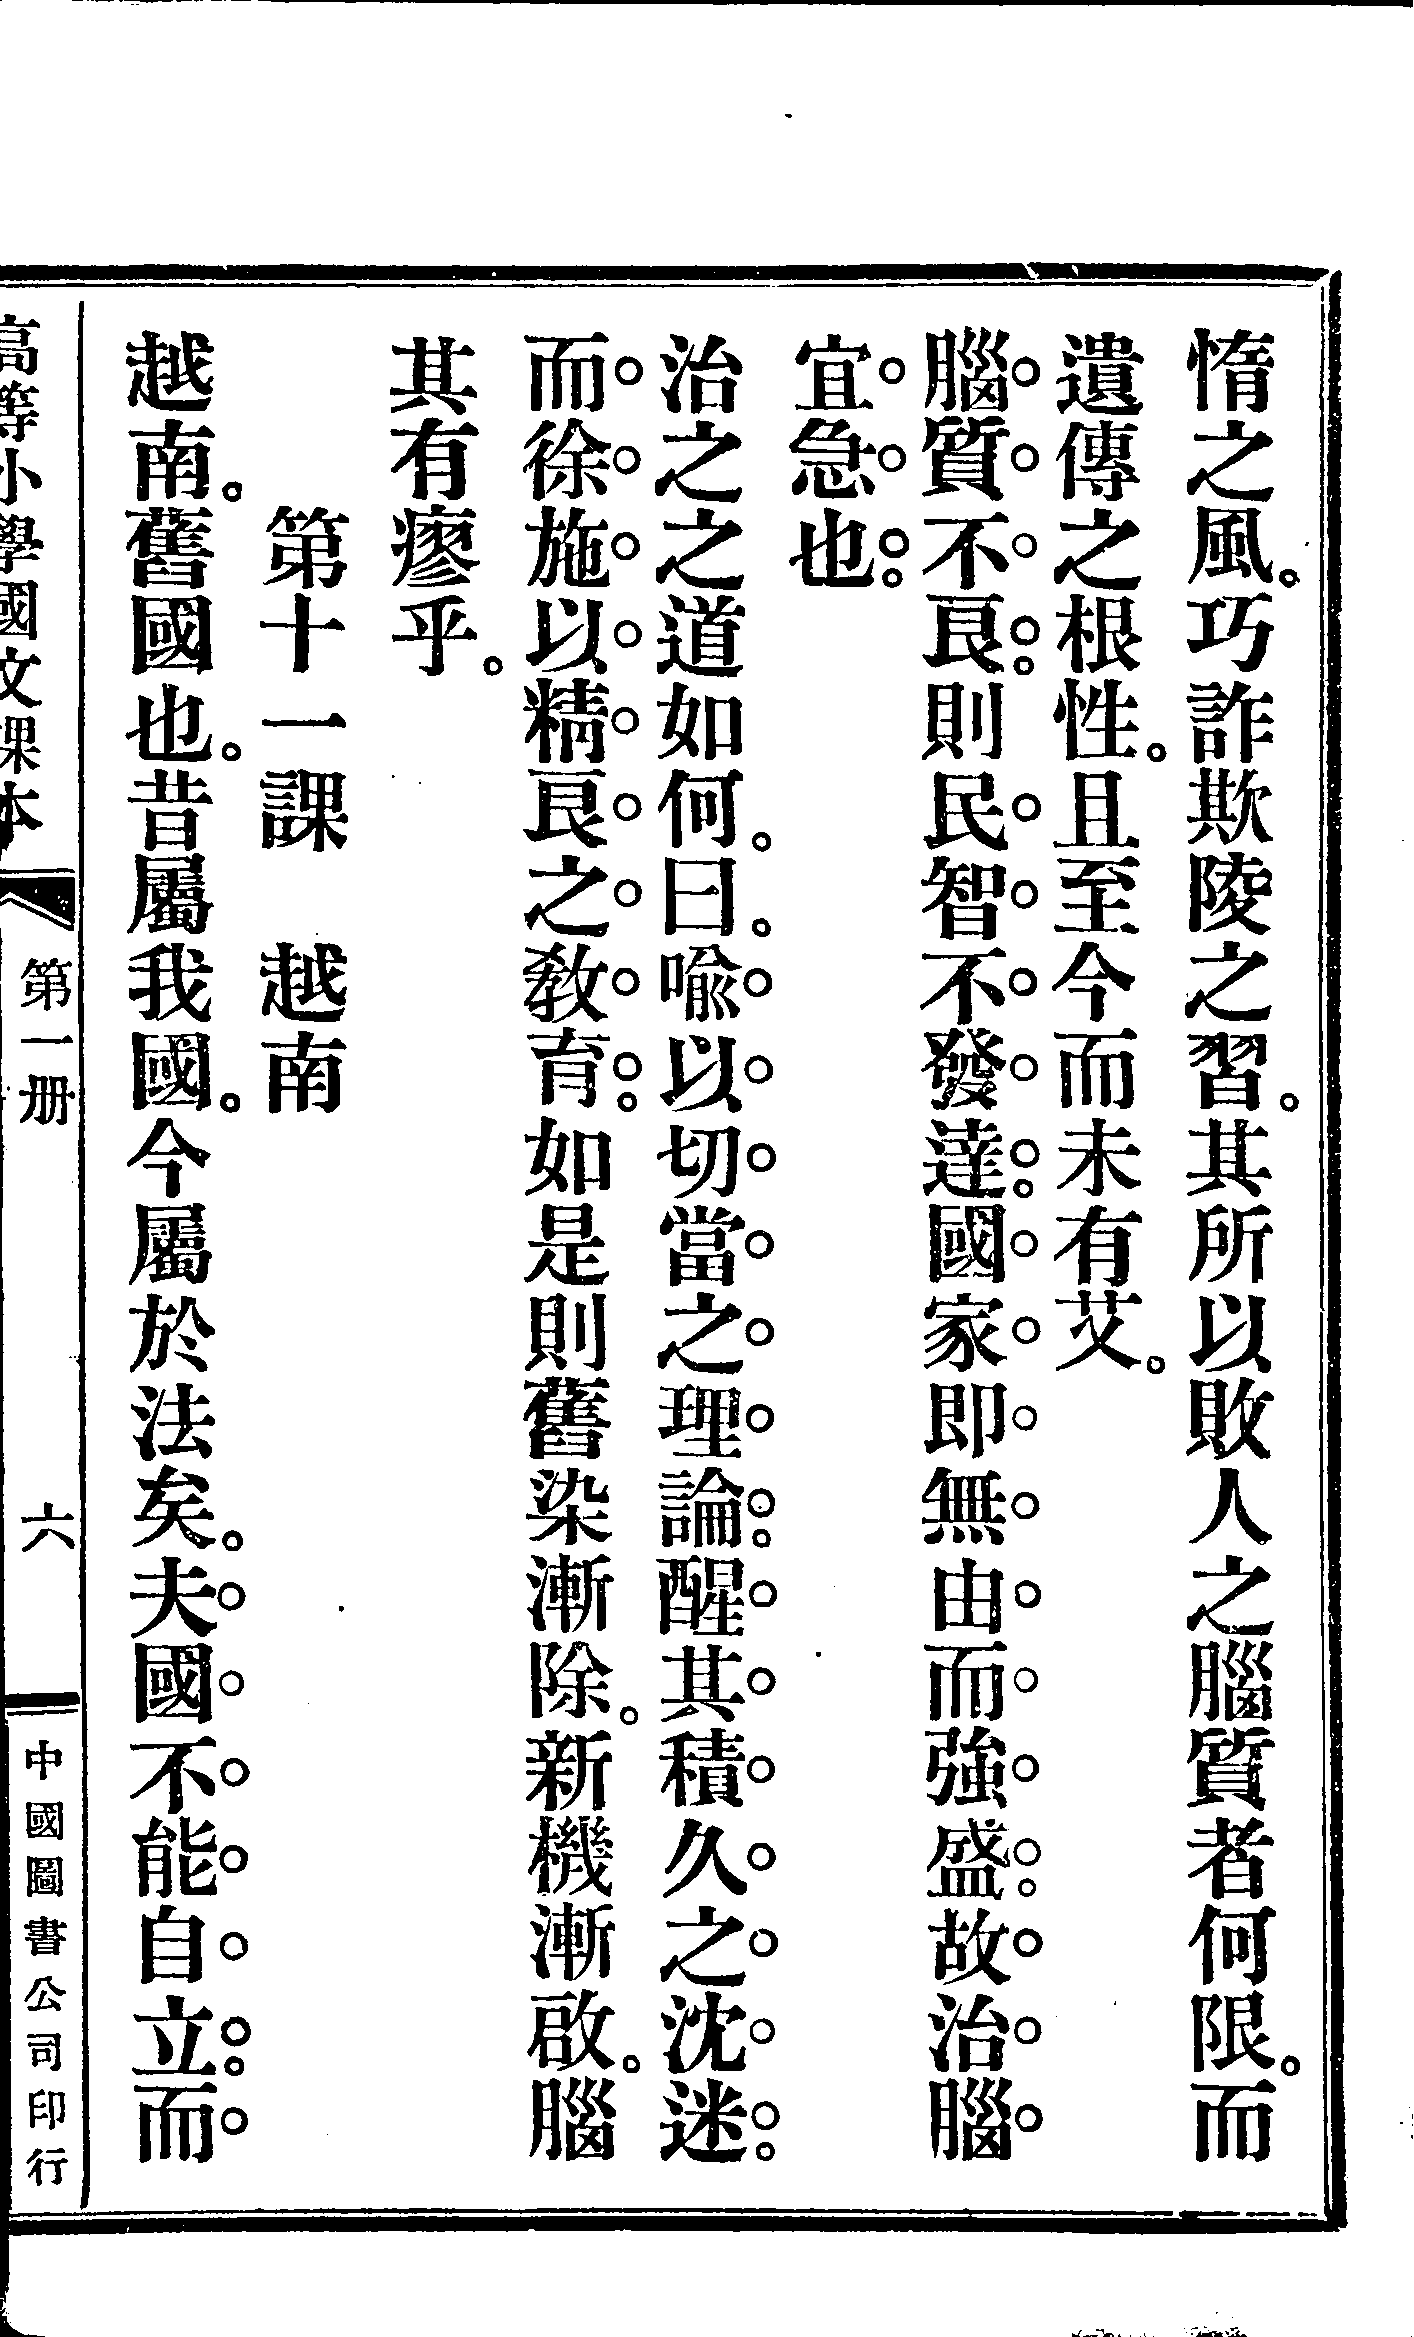 惰之風。巧詐欺陵之習。其所以敗人之腦質者何限。而
遺傳之根性。且至今而未有艾。
腦質不良。則民智不發達。國家即無由而強盛。故治腦
宜急也。
治之之道如何。曰。喻以切當之理論。醒其積久之沈迷。
而徐施以精良之敎育。如是則舊染漸除。新機漸啟。腦
其有瘳乎。
第十一課　越南
越南。舊國也。昔屬我國。今屬於法矣。夫國不能自立。而
高等小學國文課本　第一册　六　中國圖書公司印行